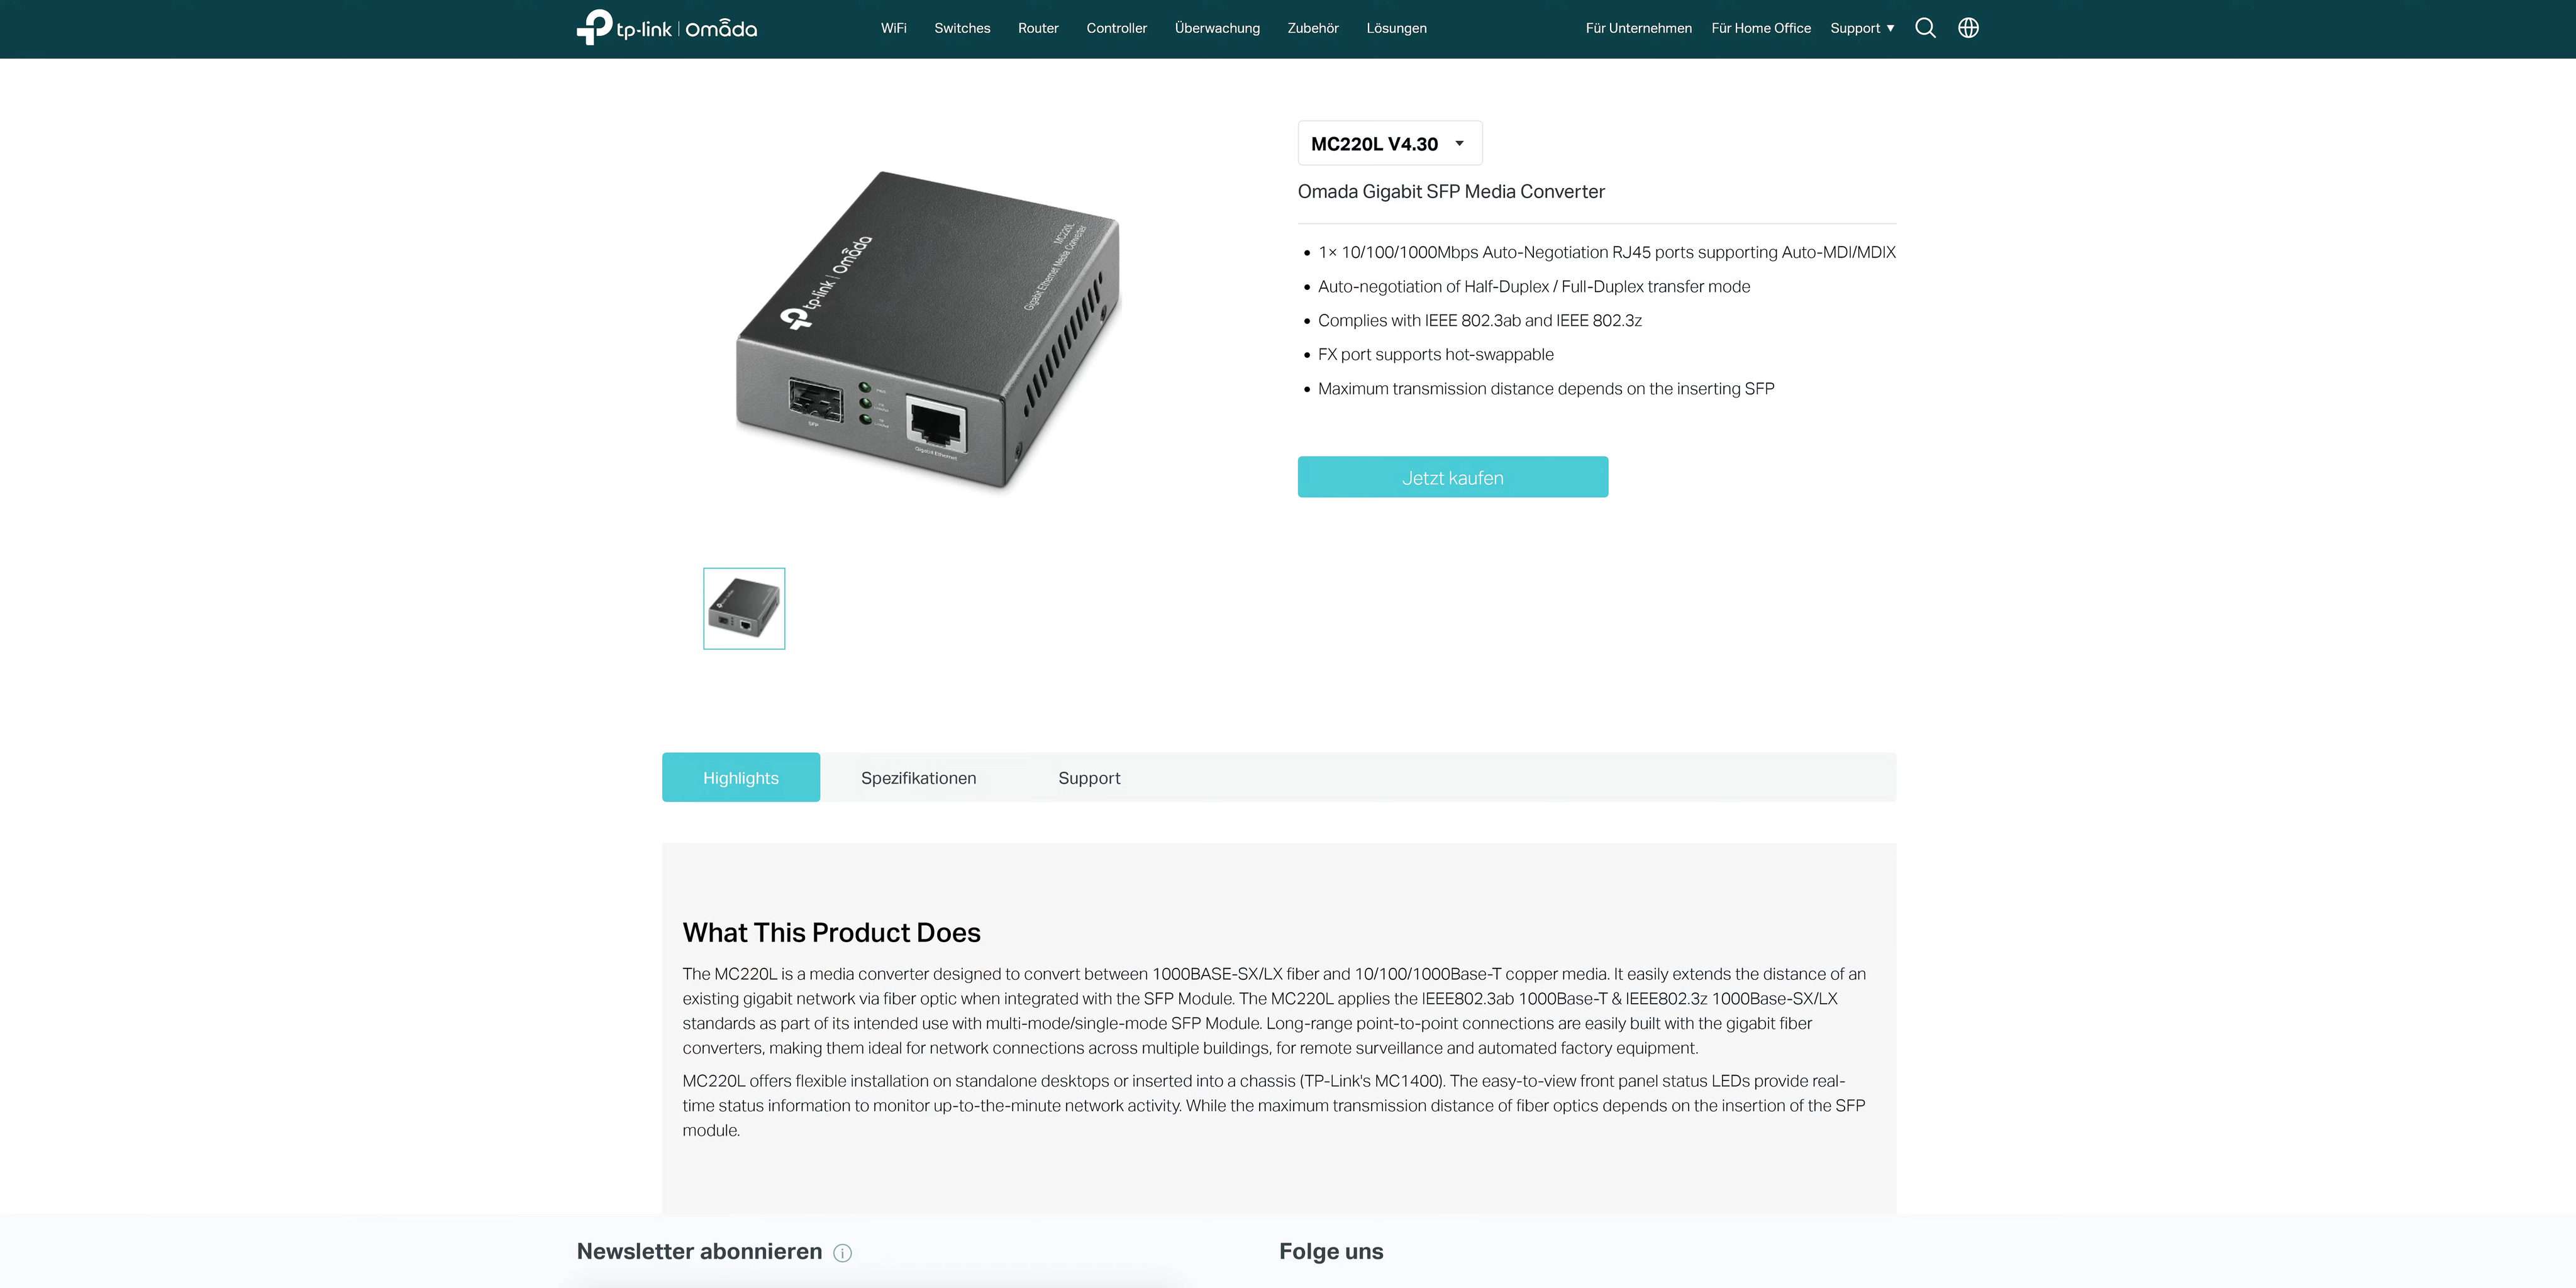 tp-link | omada
WiFi
Switches
Router
Controller
Überwachung
Zubehör
Lösungen
Für Unternehmen
Für Home Office
Support ▼
MC220L V4.30
Omada Gigabit SFP Media Converter
• 1× 10/100/1000Mbps Auto-Negotiation RJ45 ports supporting Auto-MDI/MDIX
• Auto-negotiation of Half-Duplex / Full-Duplex transfer mode
• Complies with IEEE 802.3ab and IEEE 802.3z
• FX port supports hot-swappable
• Maximum transmission distance depends on the inserting SFP
Jetzt kaufen
tp-link | omada
MC220L
Gigabit Ethernet Media Converter
SFP
Gigabit Ethernet
Highlights
Spezifikationen
Support
What This Product Does
The MC220L is a media converter designed to convert between 1000BASE-SX/LX fiber and 10/100/1000Base-T copper media. It easily extends the distance of an
existing gigabit network via fiber optic when integrated with the SFP Module. The MC220L applies the IEEE802.3ab 1000Base-T & IEEE802.3z 1000Base-SX/LX
standards as part of its intended use with multi-mode/single-mode SFP Module. Long-range point-to-point connections are easily built with the gigabit fiber
converters, making them ideal for network connections across multiple buildings, for remote surveillance and automated factory equipment.
MC220L offers flexible installation on standalone desktops or inserted into a chassis (TP-Link's MC1400). The easy-to-view front panel status LEDs provide real-
time status information to monitor up-to-the-minute network activity. While the maximum transmission distance of fiber optics depends on the insertion of the SFP
module.
Newsletter abonnieren
Folge uns